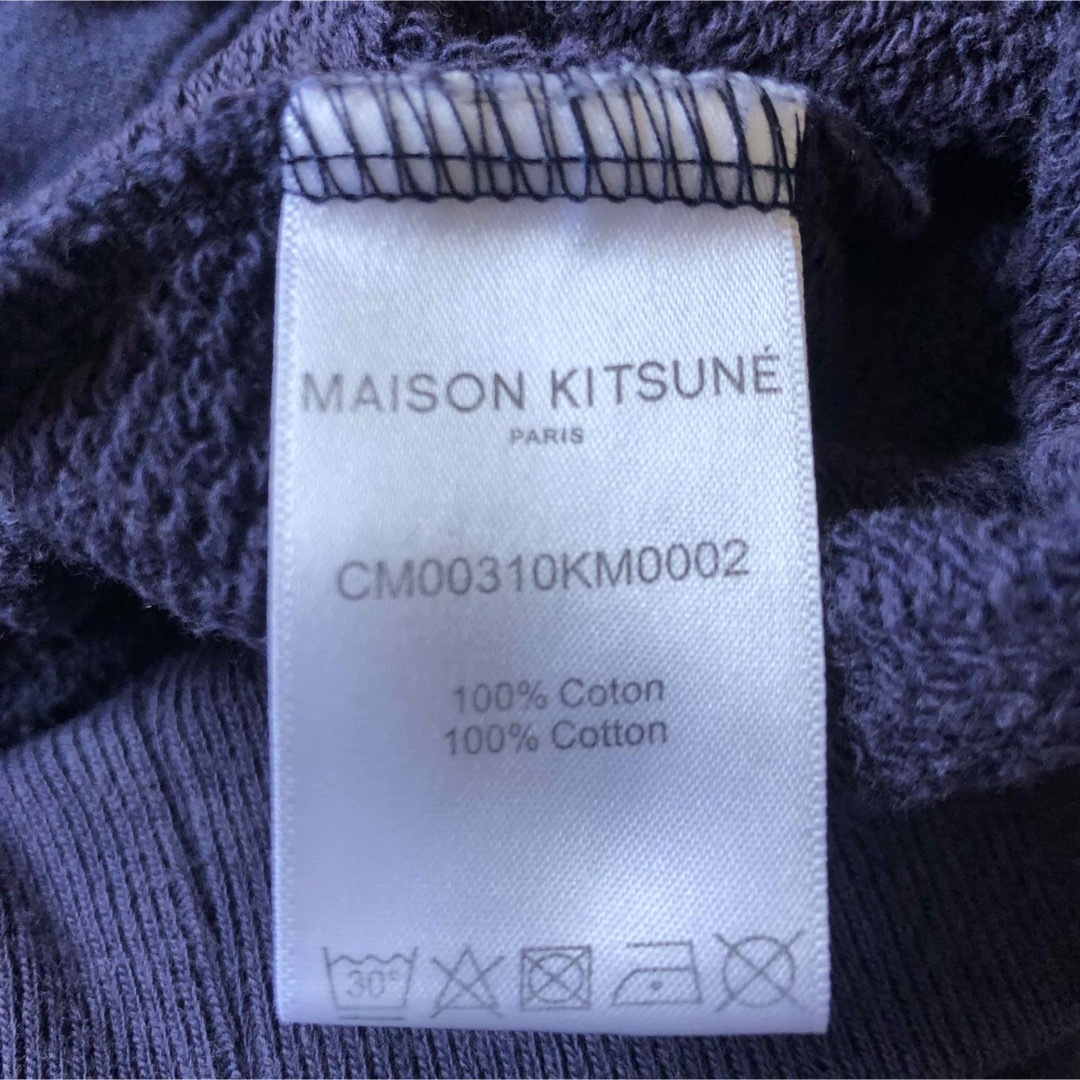 MAISON KITSUNÉ
PARIS
CM00310KM0002
100% Coton
100% Cotton
30°